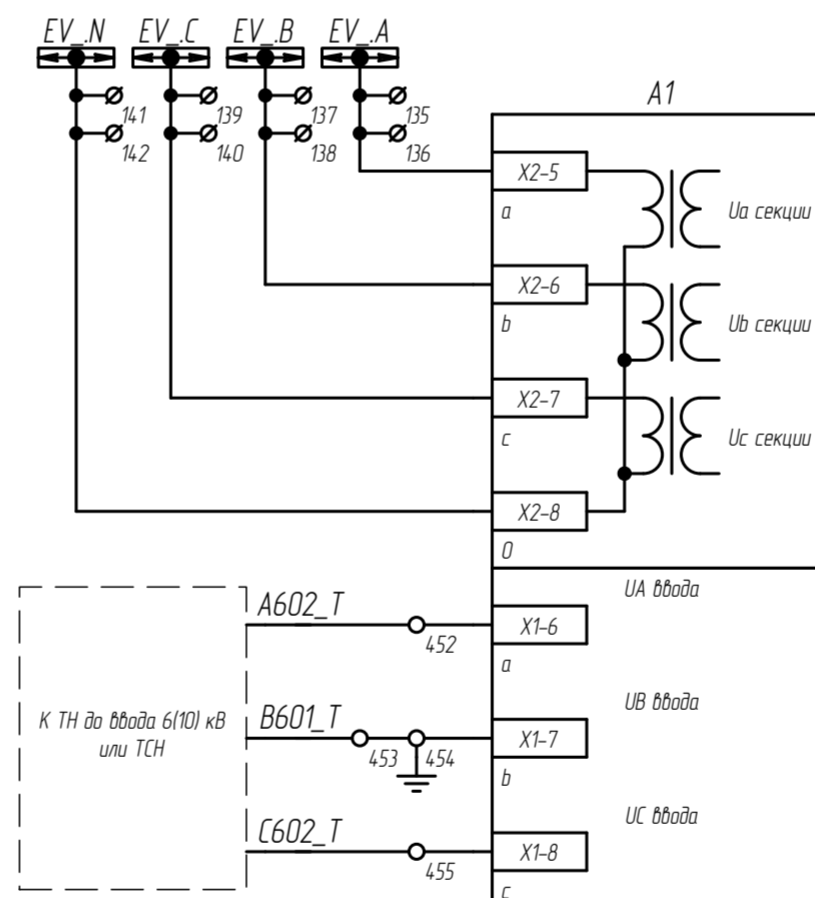 EV_.N EV_.C EV_.B EV_.A
141 139 137 135
142 140 138 136
A1
X2-5
a
Ua секции
X2-6
b
Ub секции
X2-7
c
Uc секции
X2-8
0
UA ввода
A602_T
452
X1-6
a
UB ввода
К ТН до ввода 6(10) кВ
или ТСН
B601_T
453 454
X1-7
b
UC ввода
C602_T
455
X1-8
c